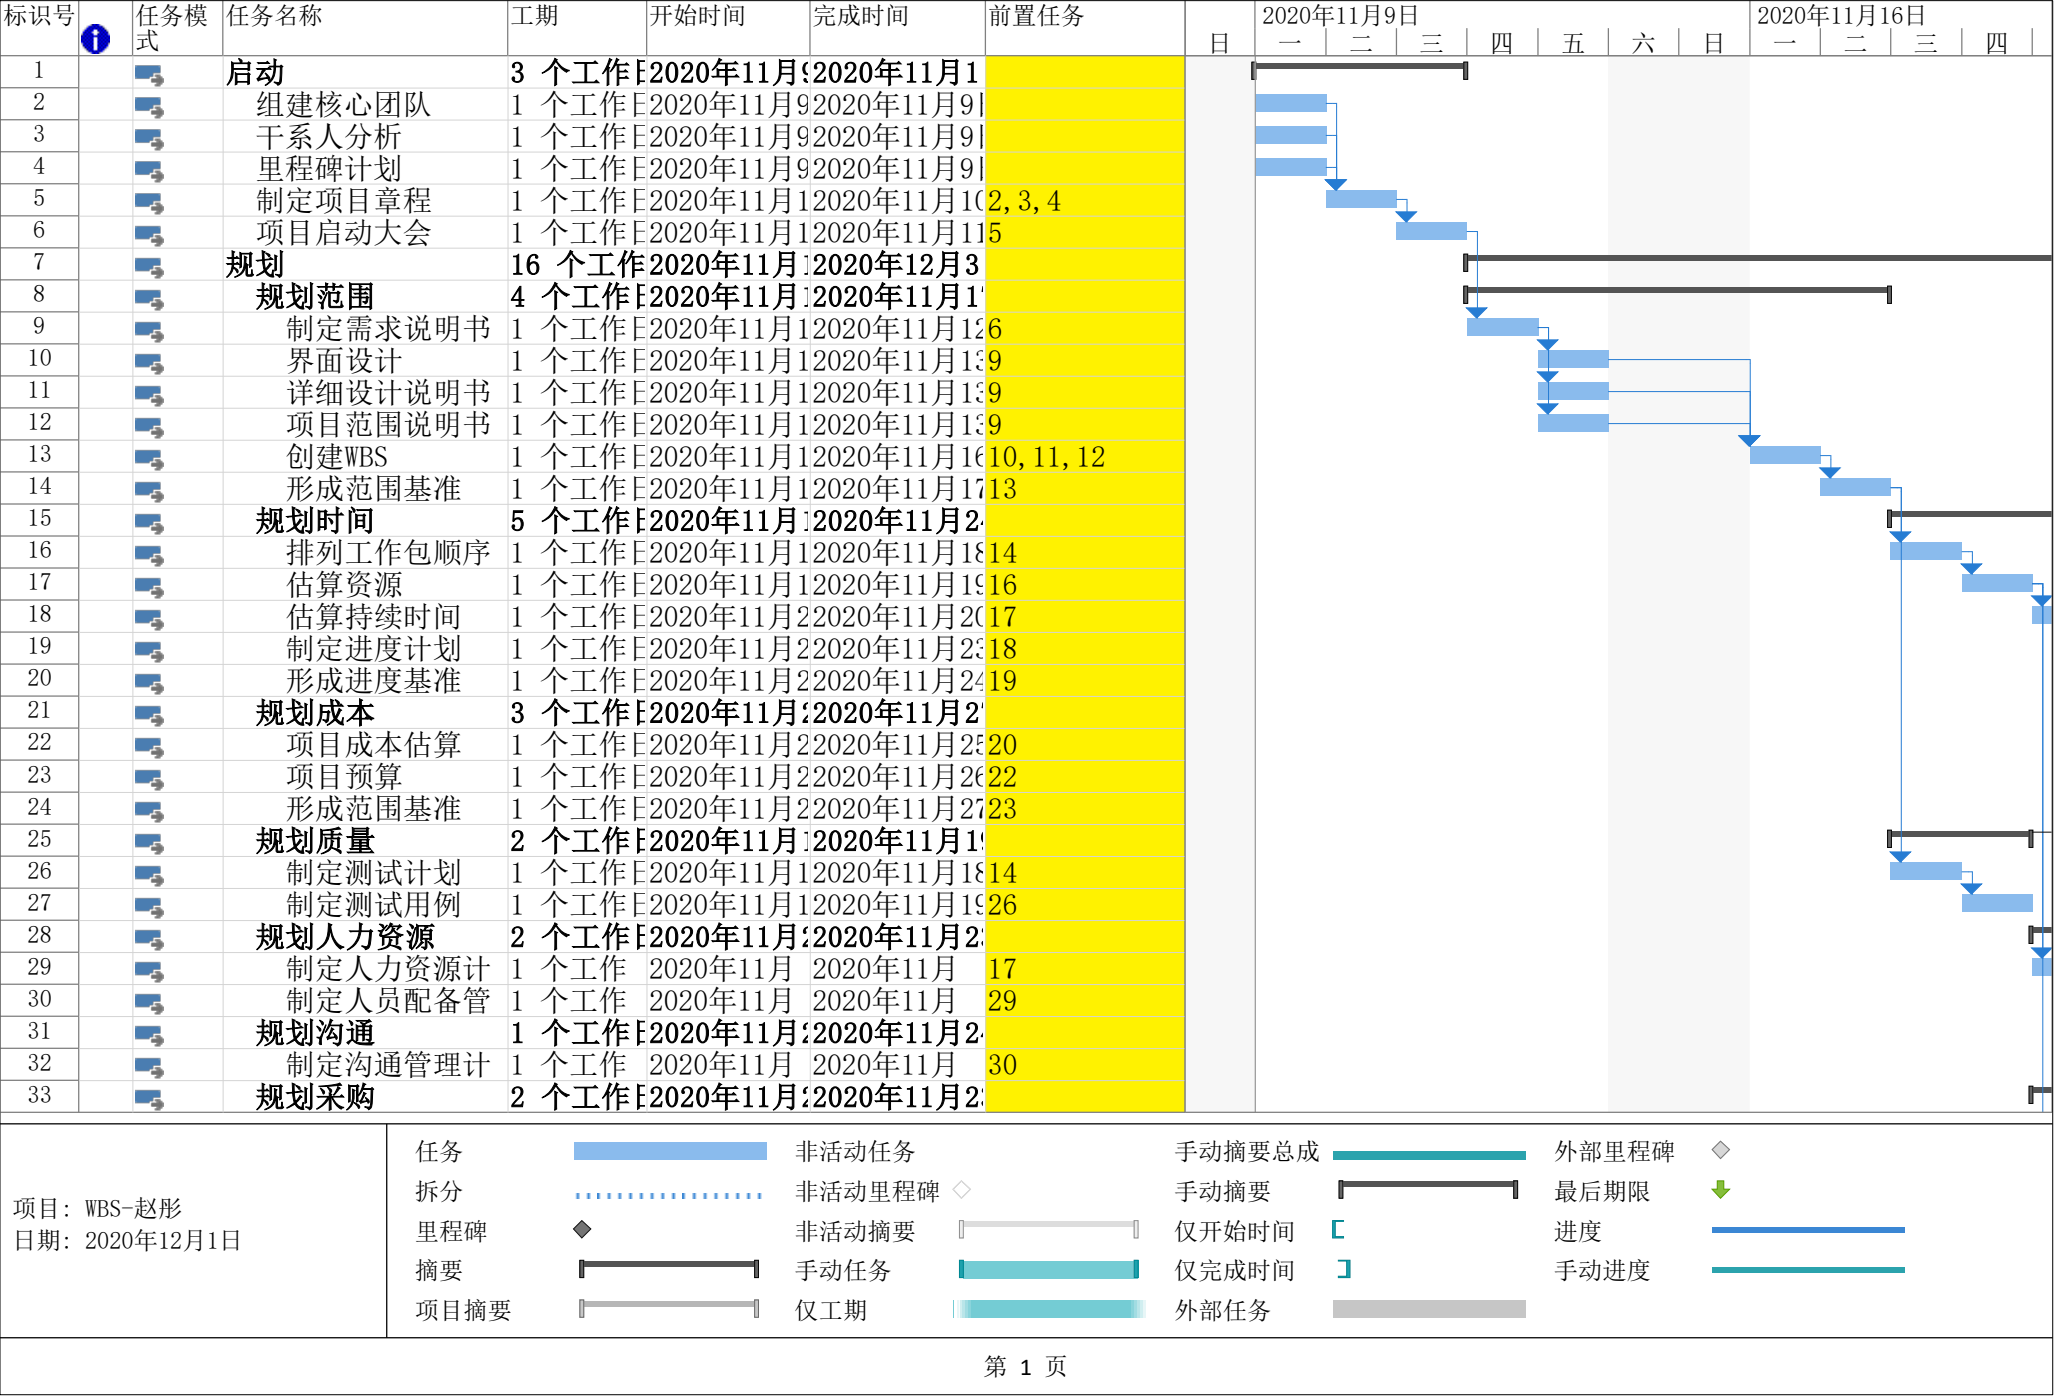 标识号 任务模式 任务名称 工期 开始时间 完成时间 前置任务 2020年11月9日 2020年11月16日
日 一 二 三 四 五 六 日 一 二 三 四
1 启动 3 个工作日 2020年11月9 2020年11月1
2 组建核心团队 1 个工作日 2020年11月9 2020年11月9日
3 干系人分析 1 个工作日 2020年11月9 2020年11月9日
4 里程碑计划 1 个工作日 2020年11月9 2020年11月9日
5 制定项目章程 1 个工作日 2020年11月1 2020年11月10 2,3,4
6 项目启动大会 1 个工作日 2020年11月1 2020年11月11 5
7 规划 16 个工作 2020年11月1 2020年12月3
8 规划范围 4 个工作日 2020年11月1 2020年11月17
9 制定需求说明书 1 个工作日 2020年11月1 2020年11月12 6
10 界面设计 1 个工作日 2020年11月1 2020年11月13 9
11 详细设计说明书 1 个工作日 2020年11月1 2020年11月13 9
12 项目范围说明书 1 个工作日 2020年11月1 2020年11月13 9
13 创建WBS 1 个工作日 2020年11月1 2020年11月16 10,11,12
14 形成范围基准 1 个工作日 2020年11月1 2020年11月17 13
15 规划时间 5 个工作日 2020年11月1 2020年11月24
16 排列工作包顺序 1 个工作日 2020年11月1 2020年11月18 14
17 估算资源 1 个工作日 2020年11月1 2020年11月19 16
18 估算持续时间 1 个工作日 2020年11月2 2020年11月20 17
19 制定进度计划 1 个工作日 2020年11月2 2020年11月23 18
20 形成进度基准 1 个工作日 2020年11月2 2020年11月24 19
21 规划成本 3 个工作日 2020年11月2 2020年11月27
22 项目成本估算 1 个工作日 2020年11月2 2020年11月25 20
23 项目预算 1 个工作日 2020年11月2 2020年11月26 22
24 形成范围基准 1 个工作日 2020年11月2 2020年11月27 23
25 规划质量 2 个工作日 2020年11月1 2020年11月19
26 制定测试计划 1 个工作日 2020年11月1 2020年11月18 14
27 制定测试用例 1 个工作日 2020年11月1 2020年11月19 26
28 规划人力资源 2 个工作日 2020年11月2 2020年11月23
29 制定人力资源计 1 个工作 2020年11月 2020年11月 17
30 制定人员配备管 1 个工作 2020年11月 2020年11月 29
31 规划沟通 1 个工作日 2020年11月2 2020年11月24
32 制定沟通管理计 1 个工作 2020年11月 2020年11月 30
33 规划采购 2 个工作日 2020年11月2 2020年11月23
项目: WBS-赵彤
日期: 2020年12月1日
任务 非活动任务 手动摘要总成 外部里程碑
拆分 非活动里程碑 手动摘要 最后期限
里程碑 非活动摘要 仅开始时间 进度
摘要 手动任务 仅完成时间 手动进度
项目摘要 仅工期 外部任务
第 1 页